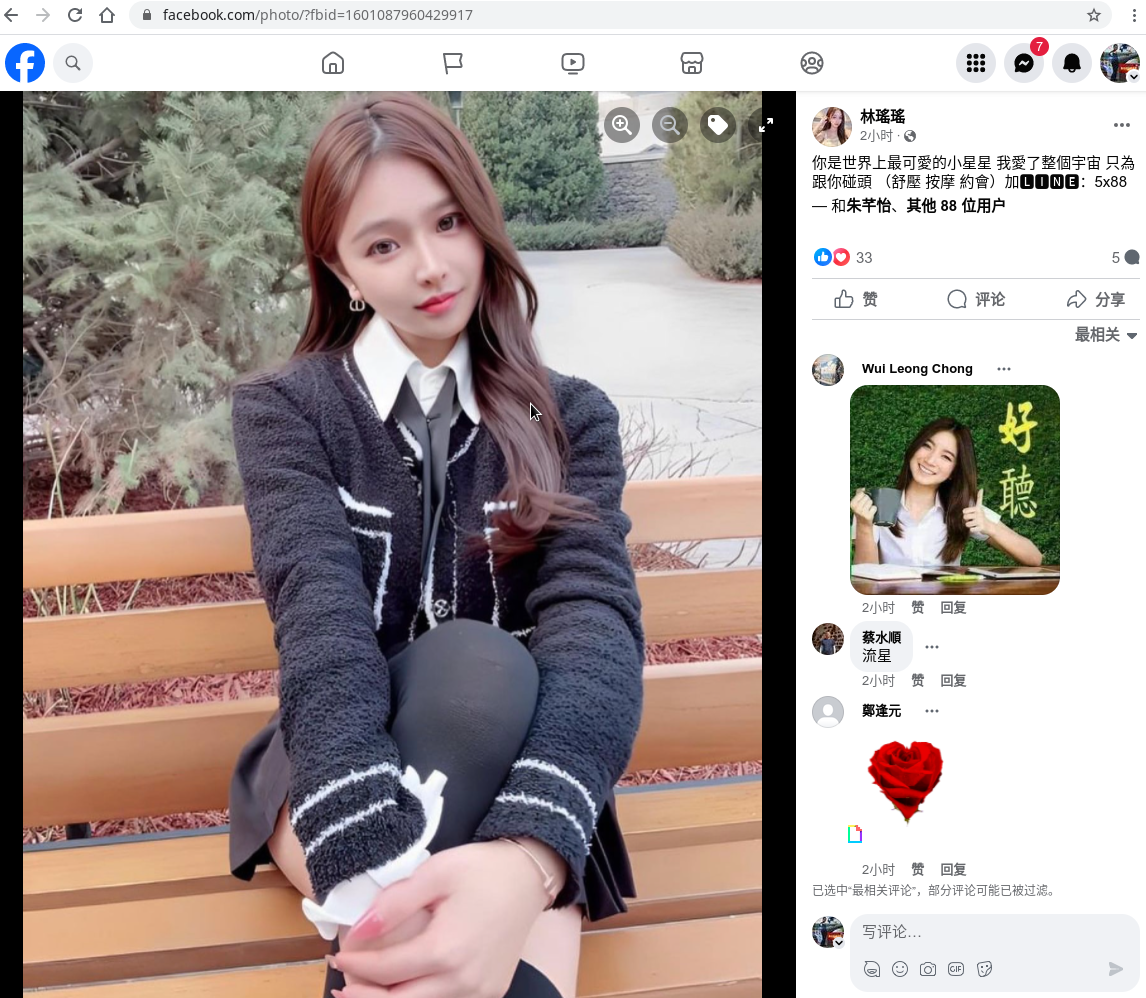 facebook.com/photo/?fbid=1601087960429917
7
林瑤瑤
2小时 ·
你是世界上最可愛的小星星 我愛了整個宇宙 只為
跟你碰頭 （舒壓 按摩 約會）加🅻🅸🅽🅴：5x88
— 和朱芊怡、其他 88 位用户
33
5
赞
评论
分享
最相关
Wui Leong Chong
好
聽
2小时 赞 回复
蔡水順
流星
2小时 赞 回复
鄭逢元
2小时 赞 回复
已选中“最相关评论”，部分评论可能已被过滤。
写评论…
GIF